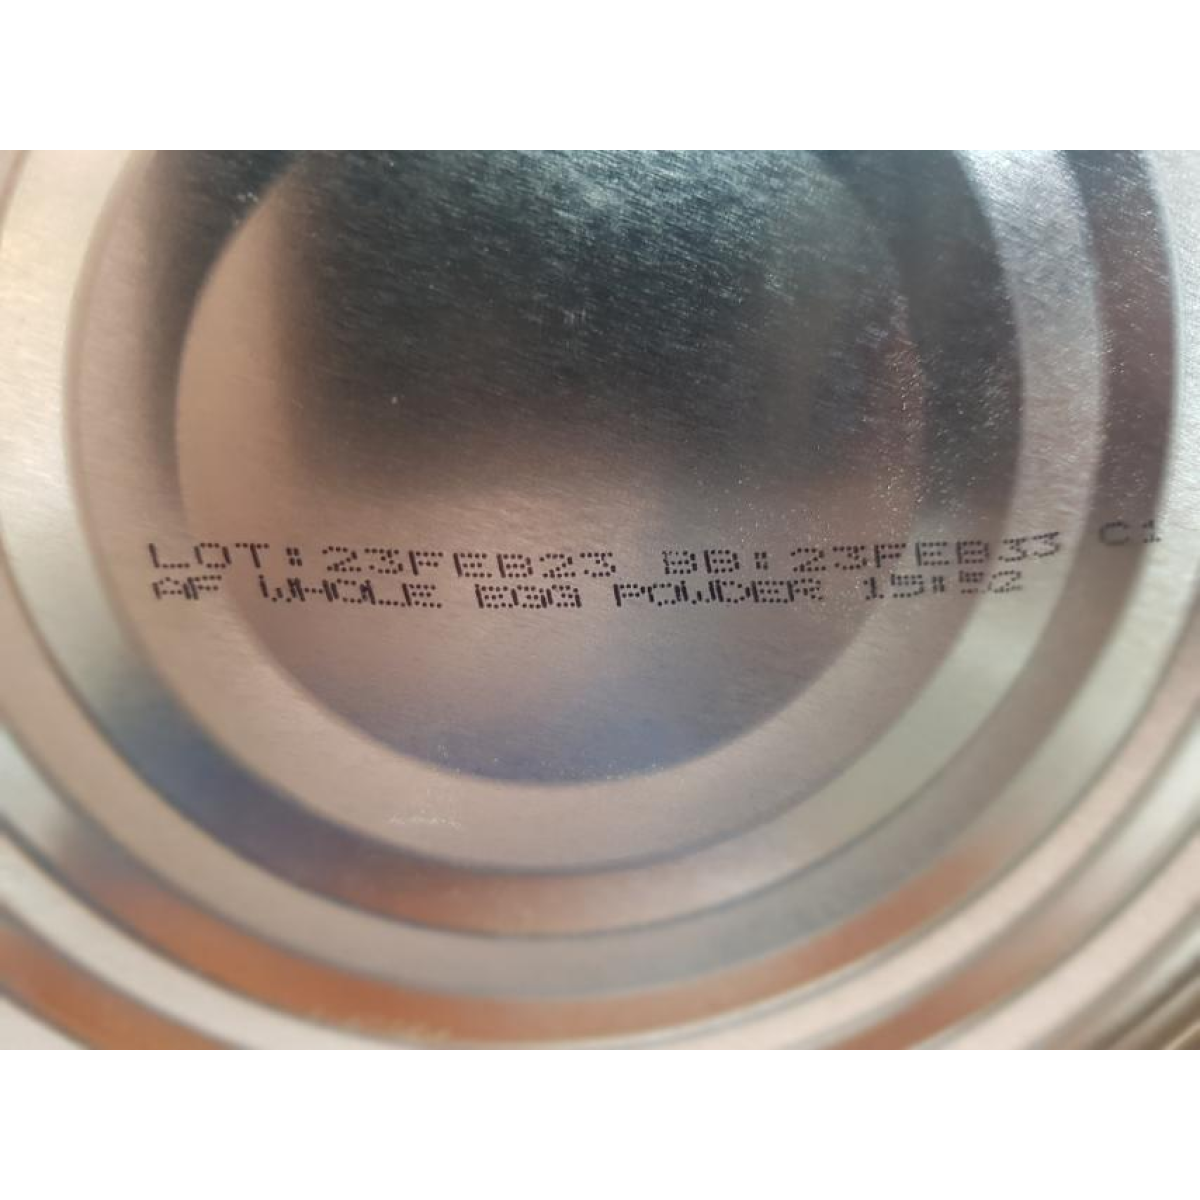 LOT:23FEB23 BB:23FEB33 C1
AF WHOLE EGG POWDER 15:52